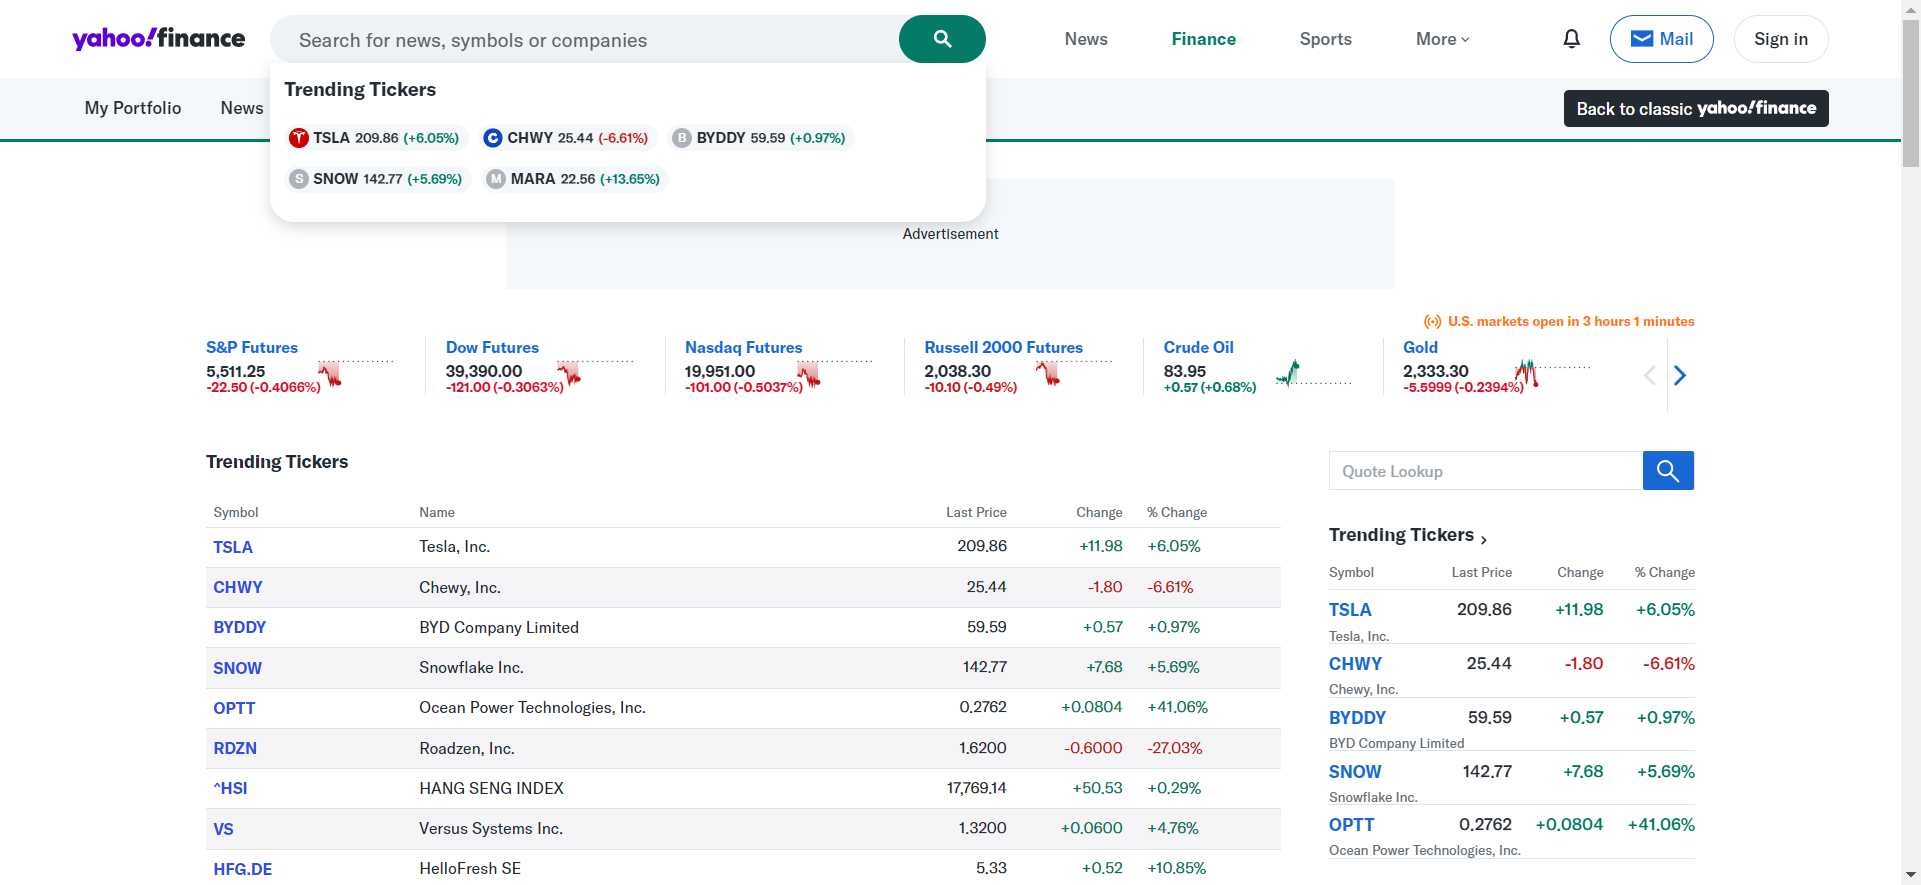 yahoo!finance
Search for news, symbols or companies
News
Finance
Sports
More
Mail
Sign in
My Portfolio
News
Back to classic yahoo!finance
Trending Tickers
T TSLA 209.86 (+6.05%)
C CHWY 25.44 (-6.61%)
B BYDDY 59.59 (+0.97%)
S SNOW 142.77 (+5.69%)
M MARA 22.56 (+13.65%)
Advertisement
U.S. markets open in 3 hours 1 minutes
S&P Futures
5,511.25
-22.50 (-0.4066%)
Dow Futures
39,390.00
-121.00 (-0.3063%)
Nasdaq Futures
19,951.00
-101.00 (-0.5037%)
Russell 2000 Futures
2,038.30
-10.10 (-0.49%)
Crude Oil
83.95
+0.57 (+0.68%)
Gold
2,333.30
-5.5999 (-0.2394%)
Trending Tickers
Symbol Name Last Price Change % Change
TSLA Tesla, Inc. 209.86 +11.98 +6.05%
CHWY Chewy, Inc. 25.44 -1.80 -6.61%
BYDDY BYD Company Limited 59.59 +0.57 +0.97%
SNOW Snowflake Inc. 142.77 +7.68 +5.69%
OPTT Ocean Power Technologies, Inc. 0.2762 +0.0804 +41.06%
RDZN Roadzen, Inc. 1.6200 -0.6000 -27.03%
^HSI HANG SENG INDEX 17,769.14 +50.53 +0.29%
VS Versus Systems Inc. 1.3200 +0.0600 +4.76%
HFG.DE HelloFresh SE 5.33 +0.52 +10.85%
Quote Lookup
Trending Tickers
Symbol Last Price Change % Change
TSLA 209.86 +11.98 +6.05%
Tesla, Inc.
CHWY 25.44 -1.80 -6.61%
Chewy, Inc.
BYDDY 59.59 +0.57 +0.97%
BYD Company Limited
SNOW 142.77 +7.68 +5.69%
Snowflake Inc.
OPTT 0.2762 +0.0804 +41.06%
Ocean Power Technologies, Inc.